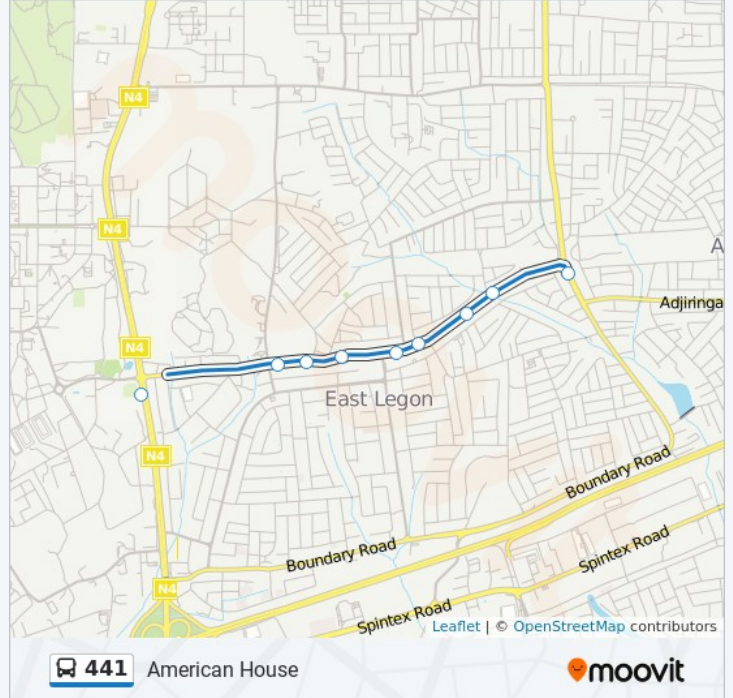 N4
N4
A
Adjiringa
N4
East Legon
N4
Boundary Road
Boundary Road
Spintex Road
N4
Spintex Road
Leaflet | © OpenStreetMap contributors
441 American House
moovit